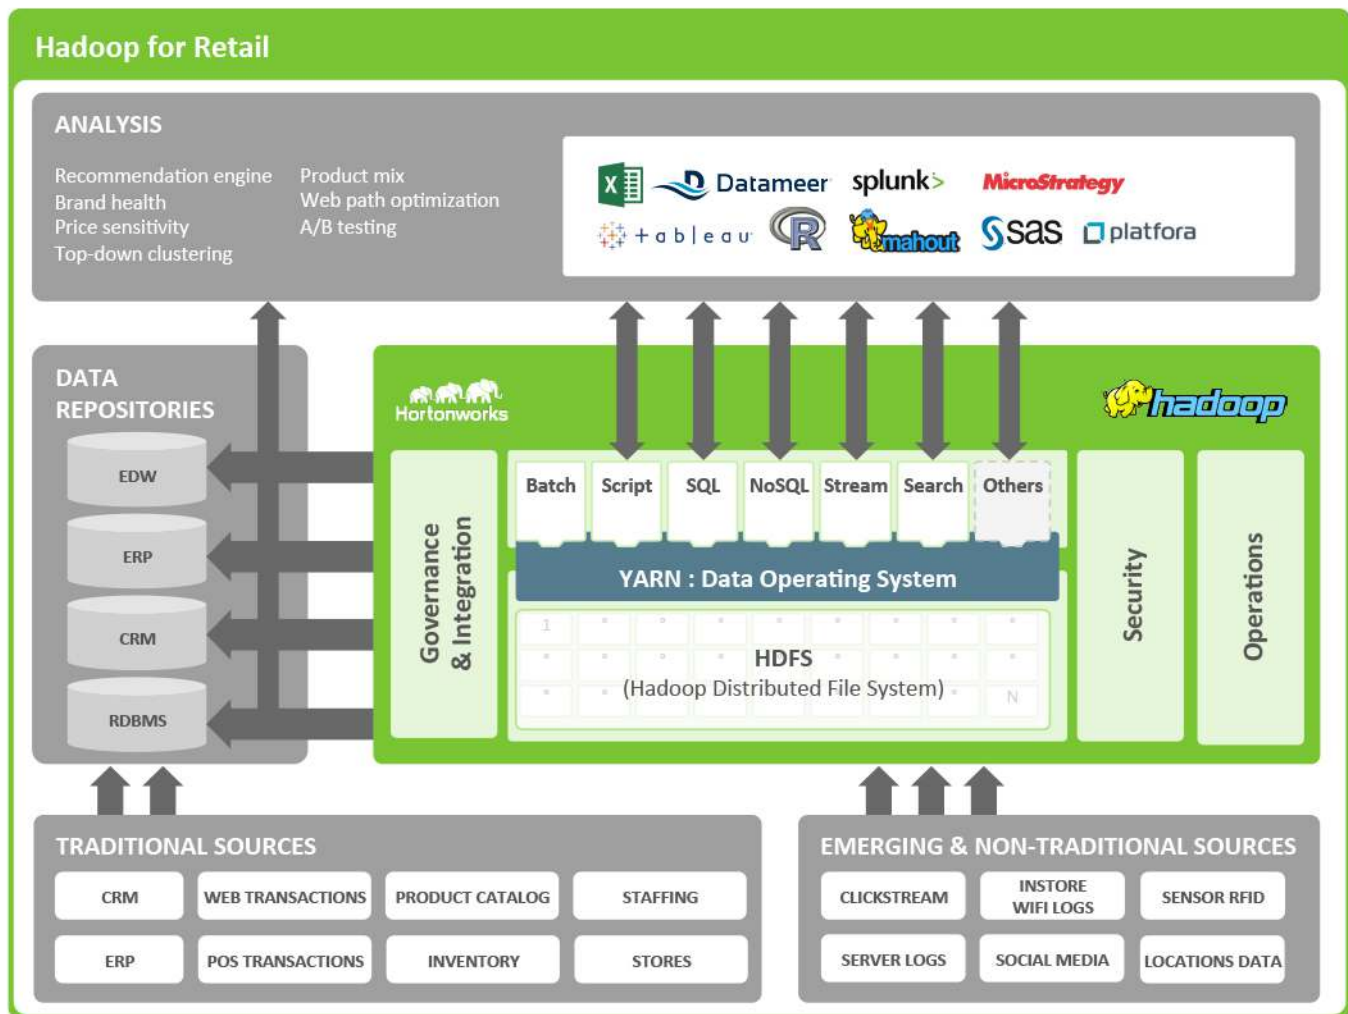 Hadoop for Retail
ANALYSIS
Recommendation engine
Brand health
Price sensitivity
Top-down clustering
Product mix
Web path optimization
A/B testing
X Datameer splunk> MicroStrategy
+ableau R mahout sas platfora
DATA
REPOSITORIES
EDW
ERP
CRM
RDBMS
Hortonworks
hadoop
Governance
& Integration
Batch Script SQL NoSQL Stream Search Others
YARN : Data Operating System
1
HDFS
(Hadoop Distributed File System)
N
Security
Operations
TRADITIONAL SOURCES
CRM WEB TRANSACTIONS PRODUCT CATALOG STAFFING
ERP POS TRANSACTIONS INVENTORY STORES
EMERGING & NON-TRADITIONAL SOURCES
CLICKSTREAM
INSTORE
WIFI LOGS
SENSOR RFID
SERVER LOGS SOCIAL MEDIA LOCATIONS DATA